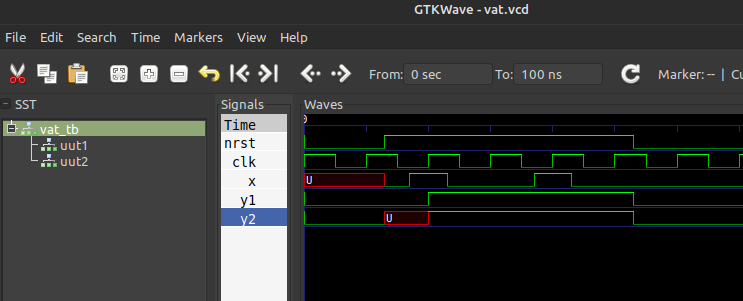 GTKWave - vat.vcd
File Edit Search Time Markers View Help
From: 0 sec To: 100 ns Marker: -- | Cu
SST Signals Waves
vat_tb
uut1
uut2
Time 0
nrst
clk
x U
y1
y2 U